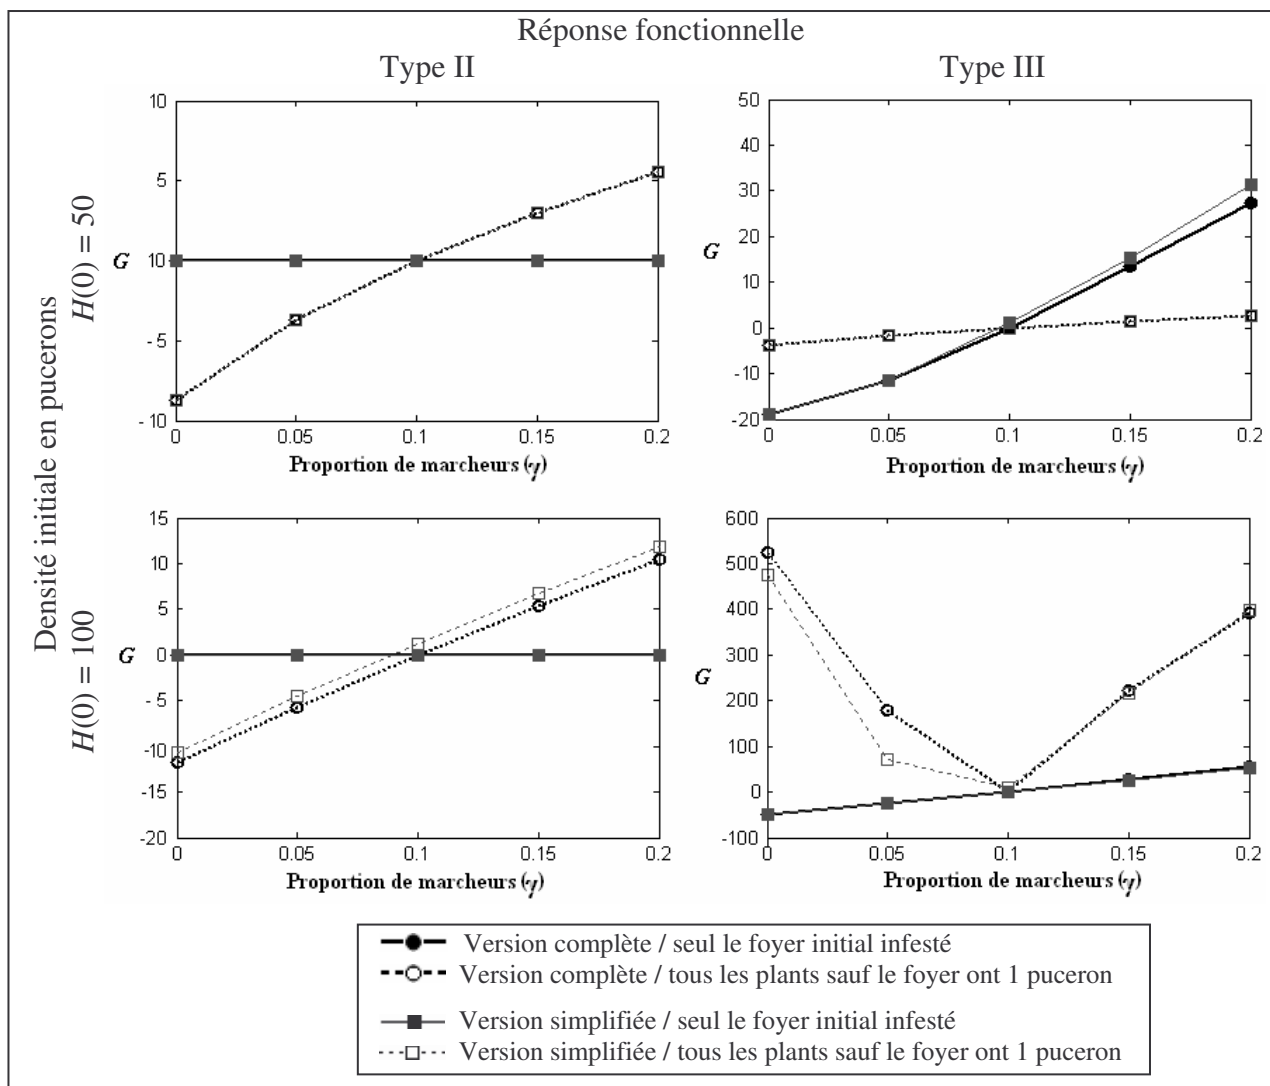 Réponse fonctionnelle
Type II
Type III
Densité initiale en pucerons
H(0) = 50
10
5
10
- 5
- 10
G
0
0.05
0.1
0.15
0.2
Proportion de marcheurs (γ)
50
40
30
20
10
0
-10
-20
G
0
0.05
0.1
0.15
0.2
Proportion de marcheurs (γ)
H(0) = 100
15
10
5
0
- 5
-10
-15
-20
G
0
0.05
0.1
0.15
0.2
Proportion de marcheurs (γ)
600
500
400
300
200
100
0
-100
G
0
0.05
0.1
0.15
0.2
Proportion de marcheurs (γ)
Version complète / seul le foyer initial infesté
Version complète / tous les plants sauf le foyer ont 1 puceron
Version simplifiée / seul le foyer initial infesté
Version simplifiée / tous les plants sauf le foyer ont 1 puceron